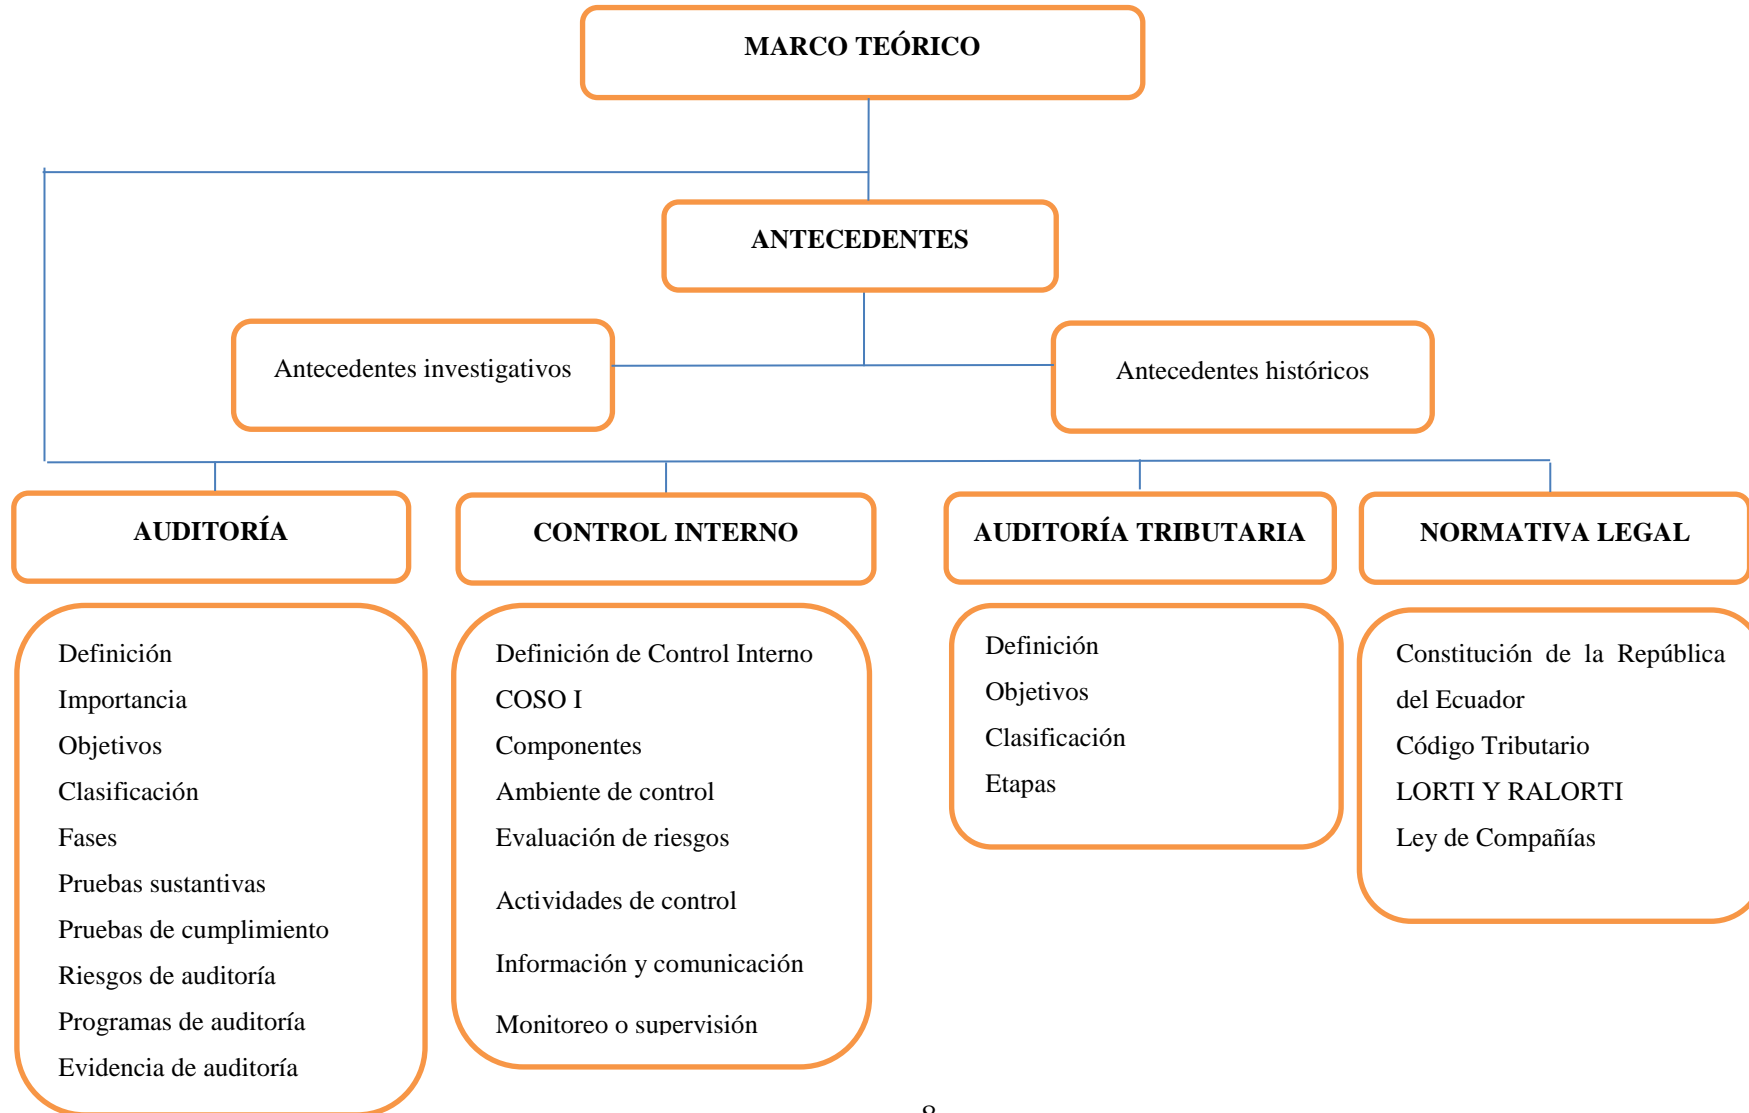 MARCO TEÓRICO
ANTECEDENTES
Antecedentes investigativos
Antecedentes históricos
AUDITORÍA
CONTROL INTERNO
AUDITORÍA TRIBUTARIA
NORMATIVA LEGAL
Definición
Importancia
Objetivos
Clasificación
Fases
Pruebas sustantivas
Pruebas de cumplimiento
Riesgos de auditoría
Programas de auditoría
Evidencia de auditoría
Definición de Control Interno
COSO I
Componentes
Ambiente de control
Evaluación de riesgos
Actividades de control
Información y comunicación
Monitoreo o supervisión
Definición
Objetivos
Clasificación
Etapas
Constitución de la República
del Ecuador
Código Tributario
LORTI Y RALORTI
Ley de Compañías
8